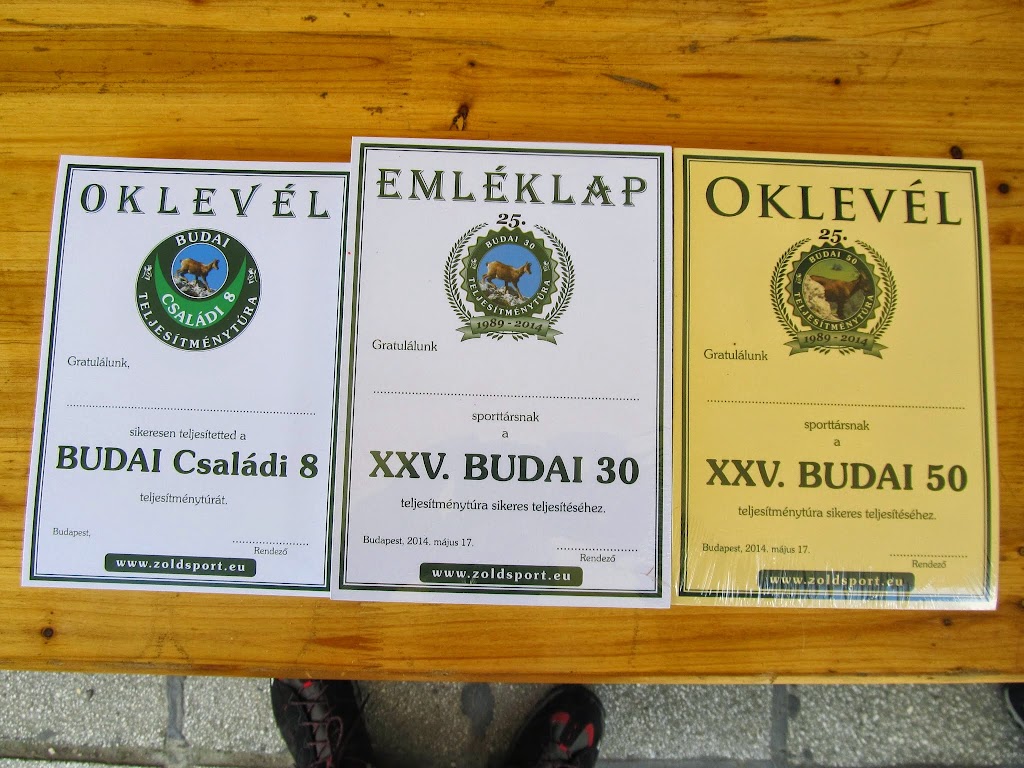 OKLEVÉL
BUDAI
CSALÁDI 8
TELJESÍTMÉNYTÚRA
Gratulálunk,
sikeresen teljesítetted a
BUDAI Családi 8
teljesítménytúrát.
Budapest,
Rendező
www.zoldsport.eu
EMLÉKLAP
25.
BUDAI 30
TELJESÍTMÉNYTÚRA
1989 - 2014
Gratulálunk
sporttársnak
a
XXV. BUDAI 30
teljesítménytúra sikeres teljesítéséhez.
Budapest, 2014. május 17.
Rendező
www.zoldsport.eu
OKLEVÉL
25.
BUDAI 50
TELJESÍTMÉNYTÚRA
1989 - 2014
Gratulálunk
sporttársnak
a
XXV. BUDAI 50
teljesítménytúra sikeres teljesítéséhez.
Budapest, 2014. május 17.
Rendező
www.zoldsport.eu